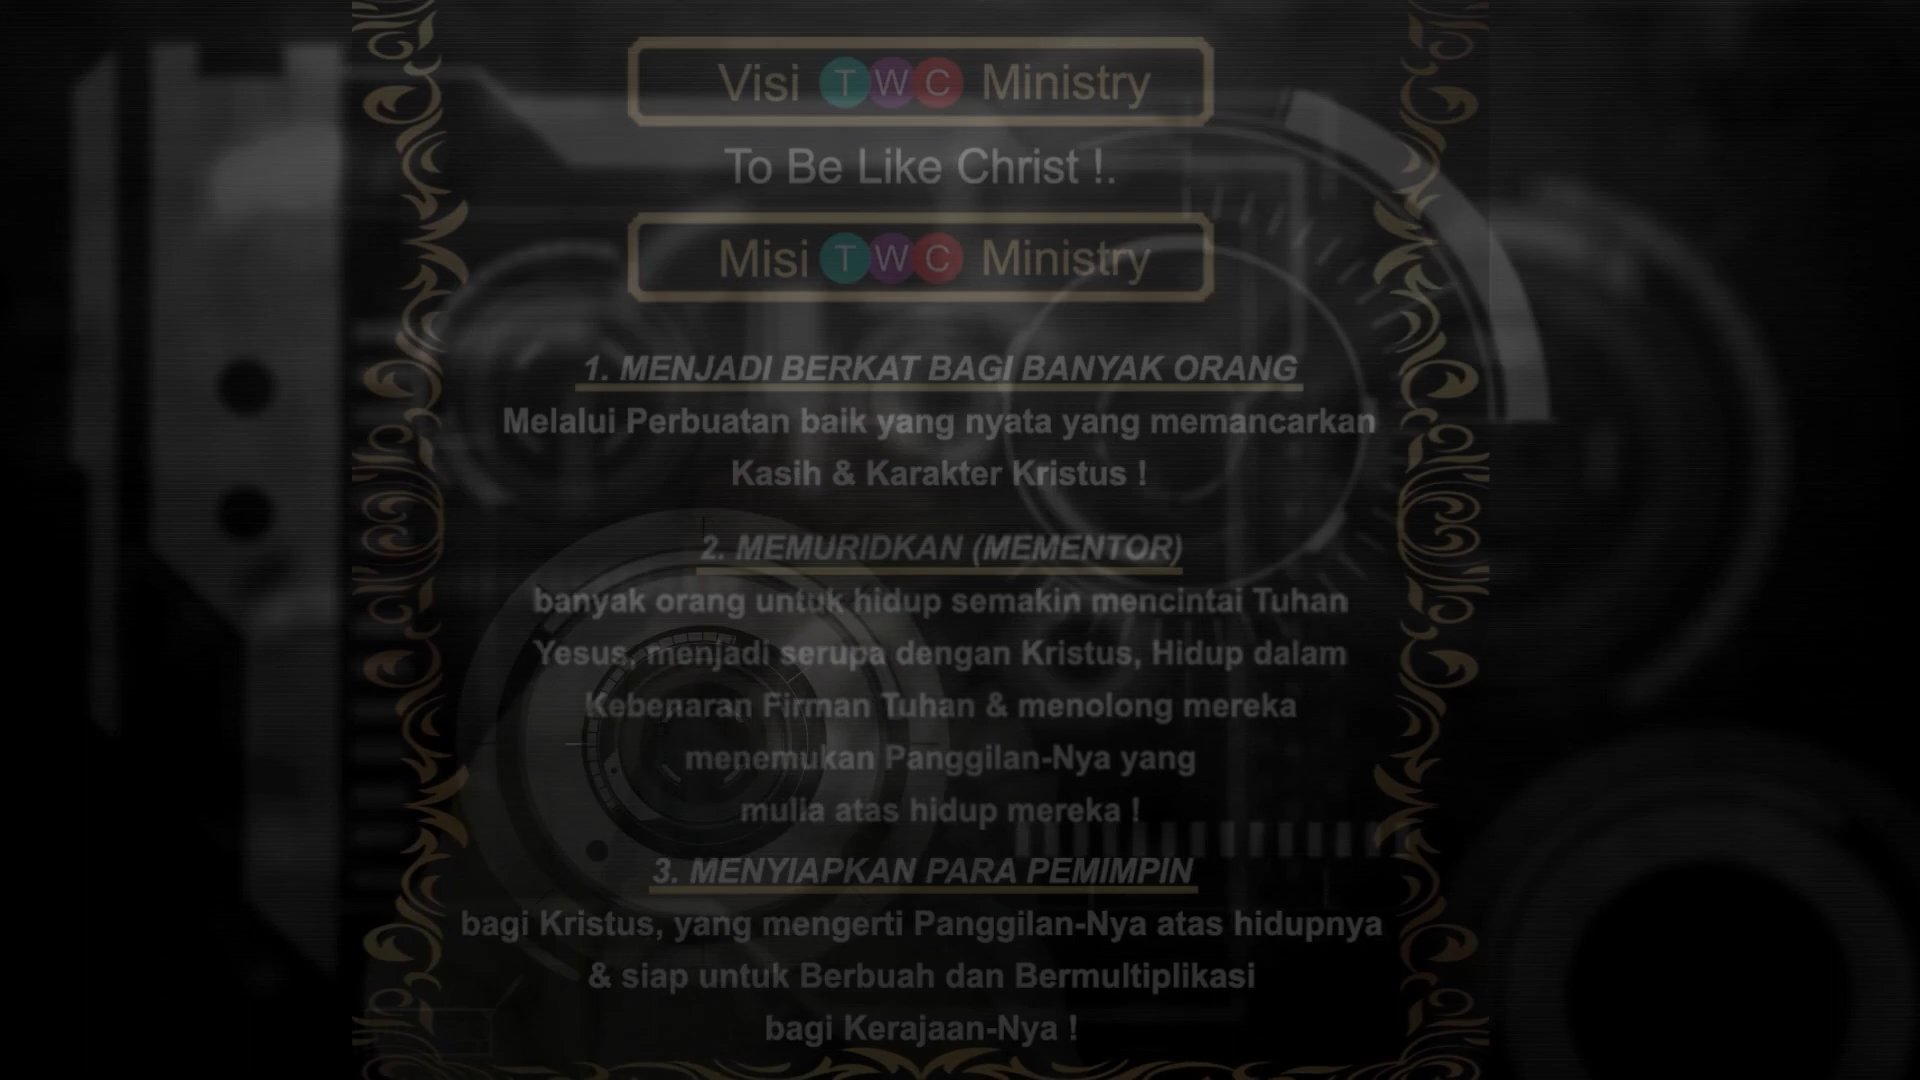 Visi TWC Ministry
To Be Like Christ !.
Misi TWC Ministry
1. MENJADI BERKAT BAGI BANYAK ORANG
Melalui Perbuatan baik yang nyata yang memancarkan
Kasih & Karakter Kristus !
2. MEMURIDKAN (MEMENTOR)
banyak orang untuk hidup semakin mencintai Tuhan
Yesus, menjadi serupa dengan Kristus, Hidup dalam
Kebenaran Firman Tuhan & menolong mereka
menemukan Panggilan-Nya yang
mulia atas hidup mereka !
3. MENYIAPKAN PARA PEMIMPIN
bagi Kristus, yang mengerti Panggilan-Nya atas hidupnya
& siap untuk Berbuah dan Bermultiplikasi
bagi Kerajaan-Nya !